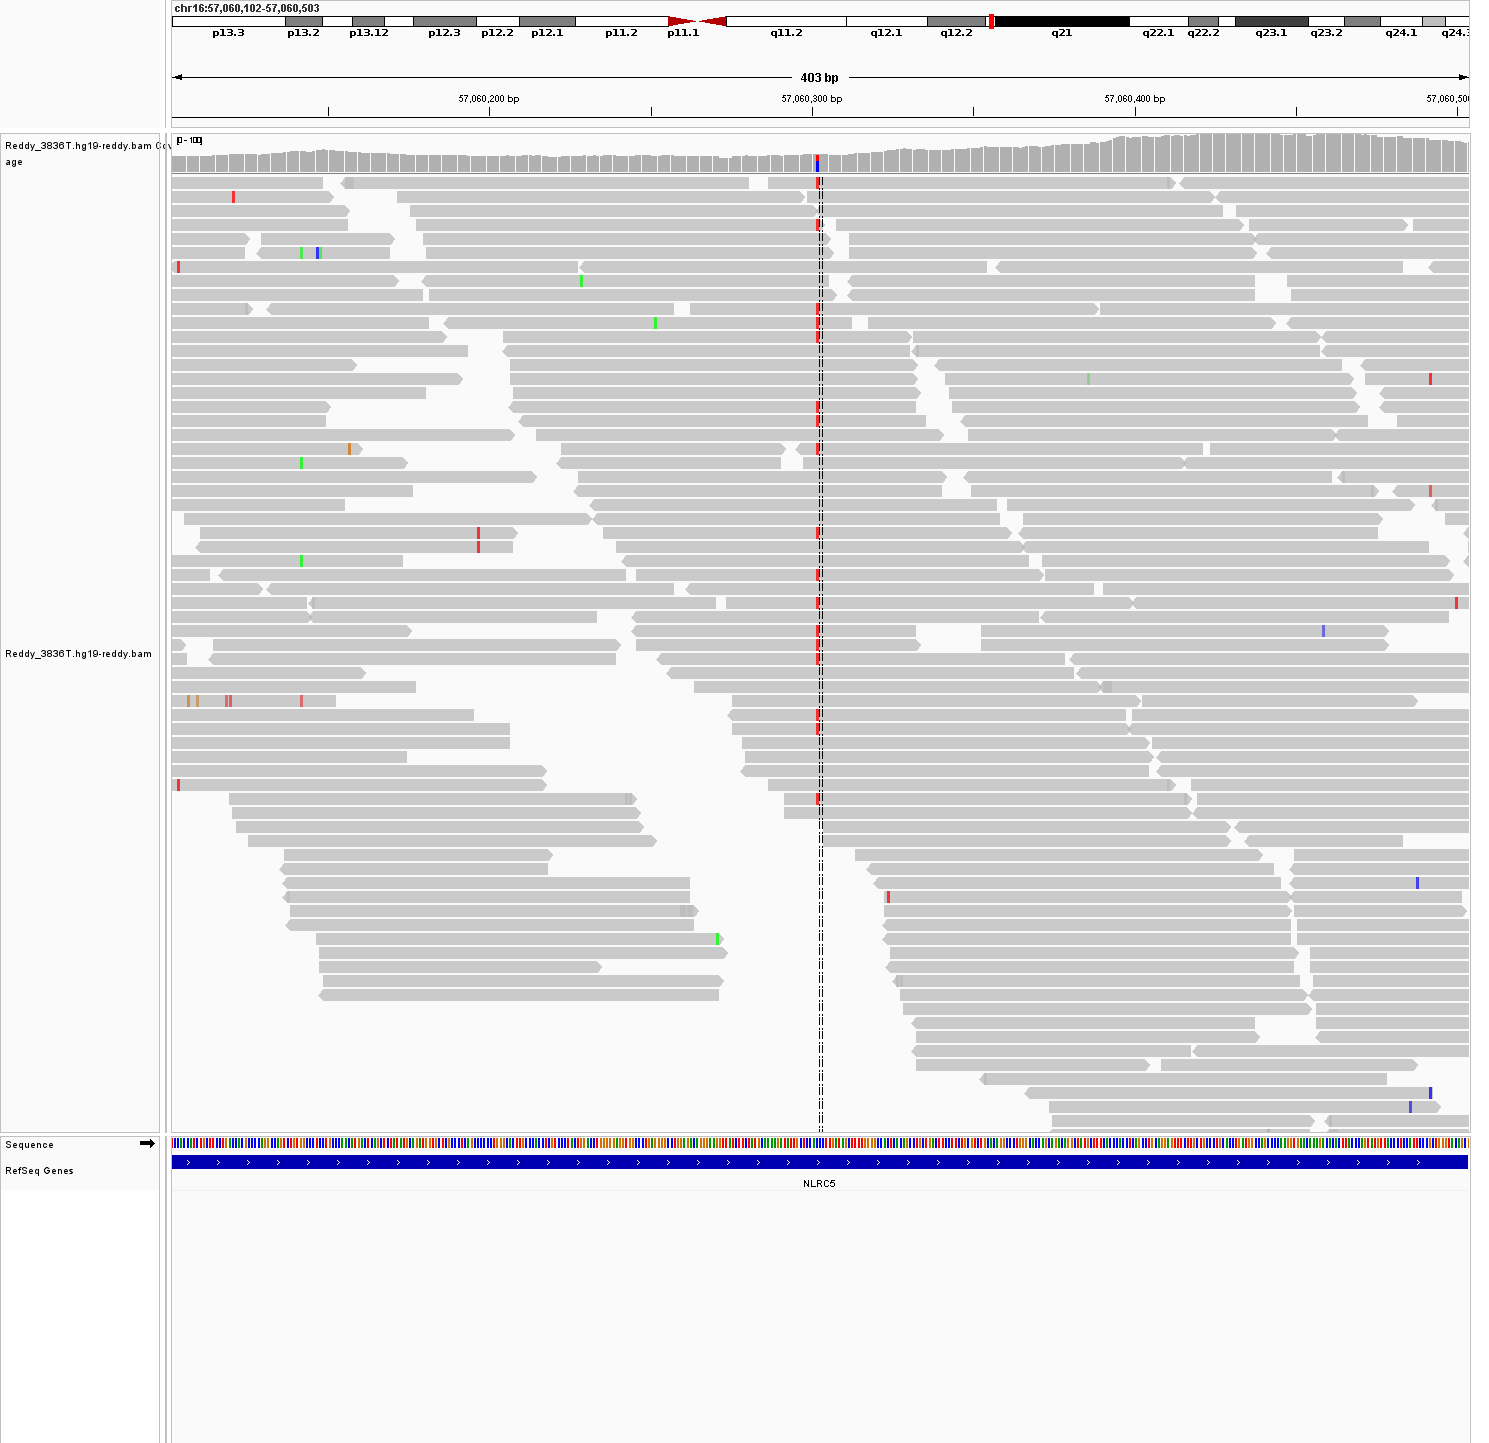 chr16:57,060,102-57,060,503
p13.3 p13.2 p13.12 p12.3 p12.2 p12.1 p11.2 p11.1 q11.2 q12.1 q12.2 q21 q22.1 q22.2 q23.1 q23.2 q24.1 q24.3
403 bp
57,060,200 bp 57,060,300 bp 57,060,400 bp 57,060,500
Reddy_3836T.hg19-reddy.bam Cov
age
[0 - 100]
Reddy_3836T.hg19-reddy.bam
Sequence
RefSeq Genes
NLRC5